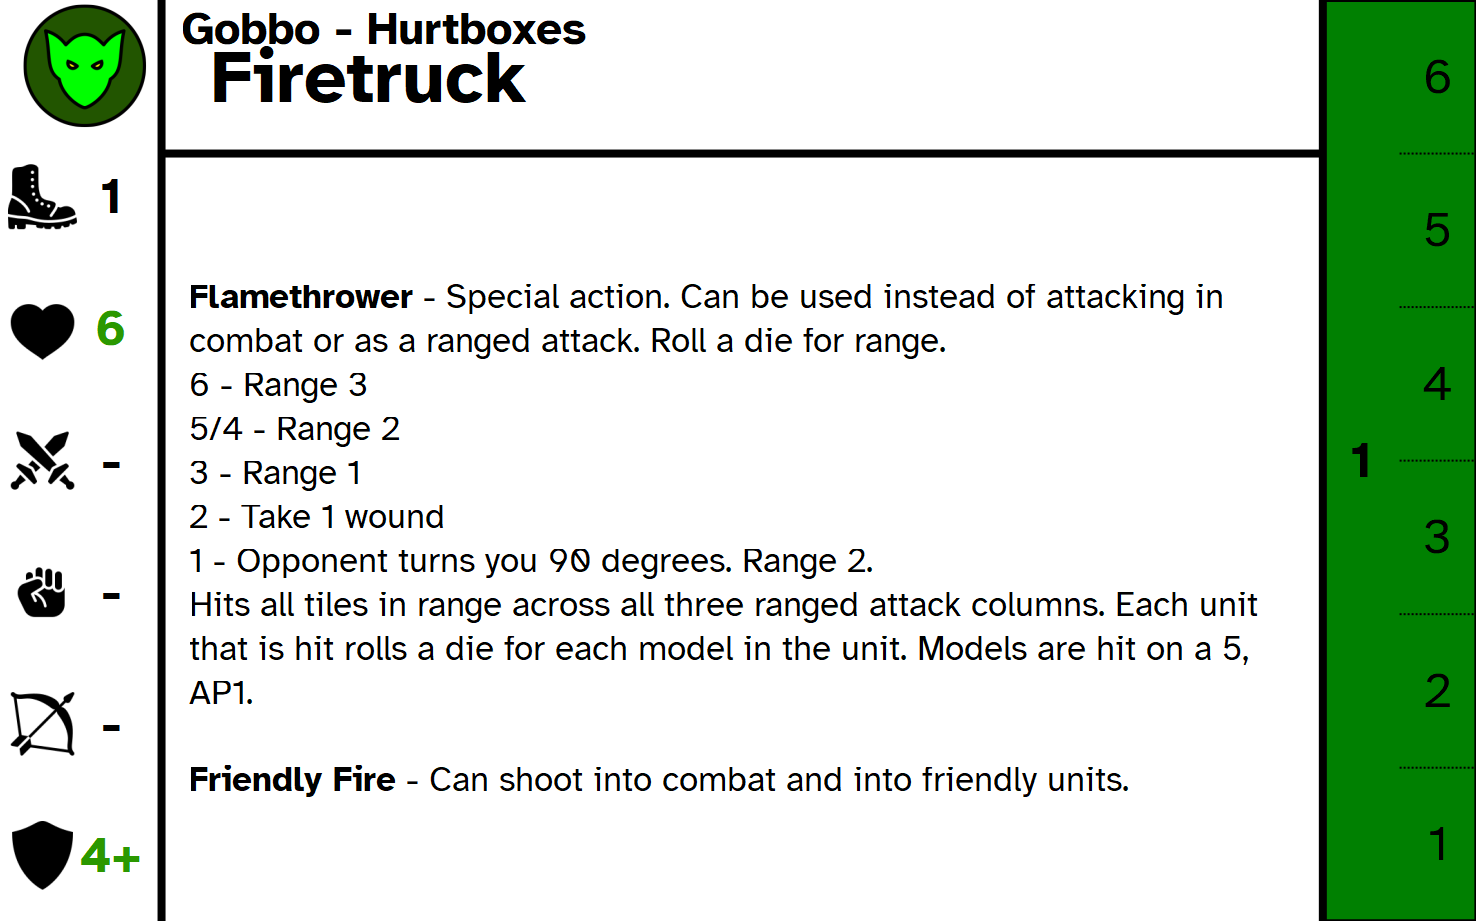 Gobbo - Hurtboxes
Firetruck
1
6
-
-
-
4+
Flamethrower - Special action. Can be used instead of attacking in
combat or as a ranged attack. Roll a die for range.
6 - Range 3
5/4 - Range 2
3 - Range 1
2 - Take 1 wound
1 - Opponent turns you 90 degrees. Range 2.
Hits all tiles in range across all three ranged attack columns. Each unit
that is hit rolls a die for each model in the unit. Models are hit on a 5,
AP1.
Friendly Fire - Can shoot into combat and into friendly units.
1
6
5
4
3
2
1